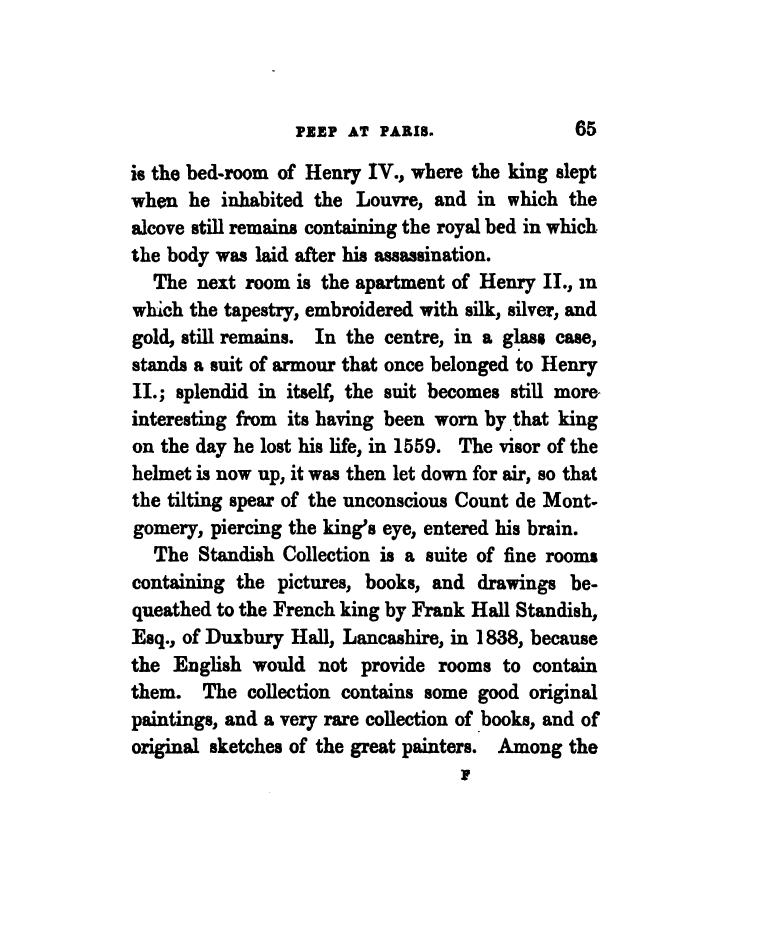 PEEP AT PARIS. 65
is the bed-room of Henry IV., where the king slept
when he inhabited the Louvre, and in which the
alcove still remains containing the royal bed in which
the body was laid after his assassination.
The next room is the apartment of Henry II., in
which the tapestry, embroidered with silk, silver, and
gold, still remains. In the centre, in a glass case,
stands a suit of armour that once belonged to Henry
II.; splendid in itself, the suit becomes still more
interesting from its having been worn by that king
on the day he lost his life, in 1559. The visor of the
helmet is now up, it was then let down for air, so that
the tilting spear of the unconscious Count de Mont-
gomery, piercing the king's eye, entered his brain.
The Standish Collection is a suite of fine rooms
containing the pictures, books, and drawings be-
queathed to the French king by Frank Hall Standish,
Esq., of Duxbury Hall, Lancashire, in 1838, because
the English would not provide rooms to contain
them. The collection contains some good original
paintings, and a very rare collection of books, and of
original sketches of the great painters. Among the
F